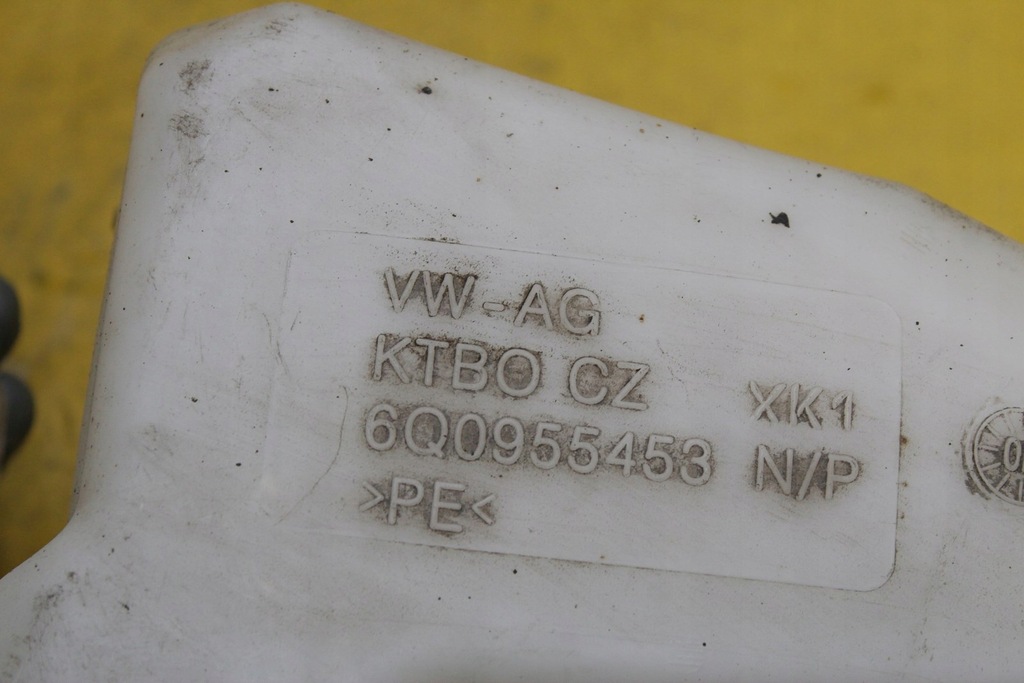 VW-AG
KTBO CZ XK1
6Q0955453 N/P
>PE<